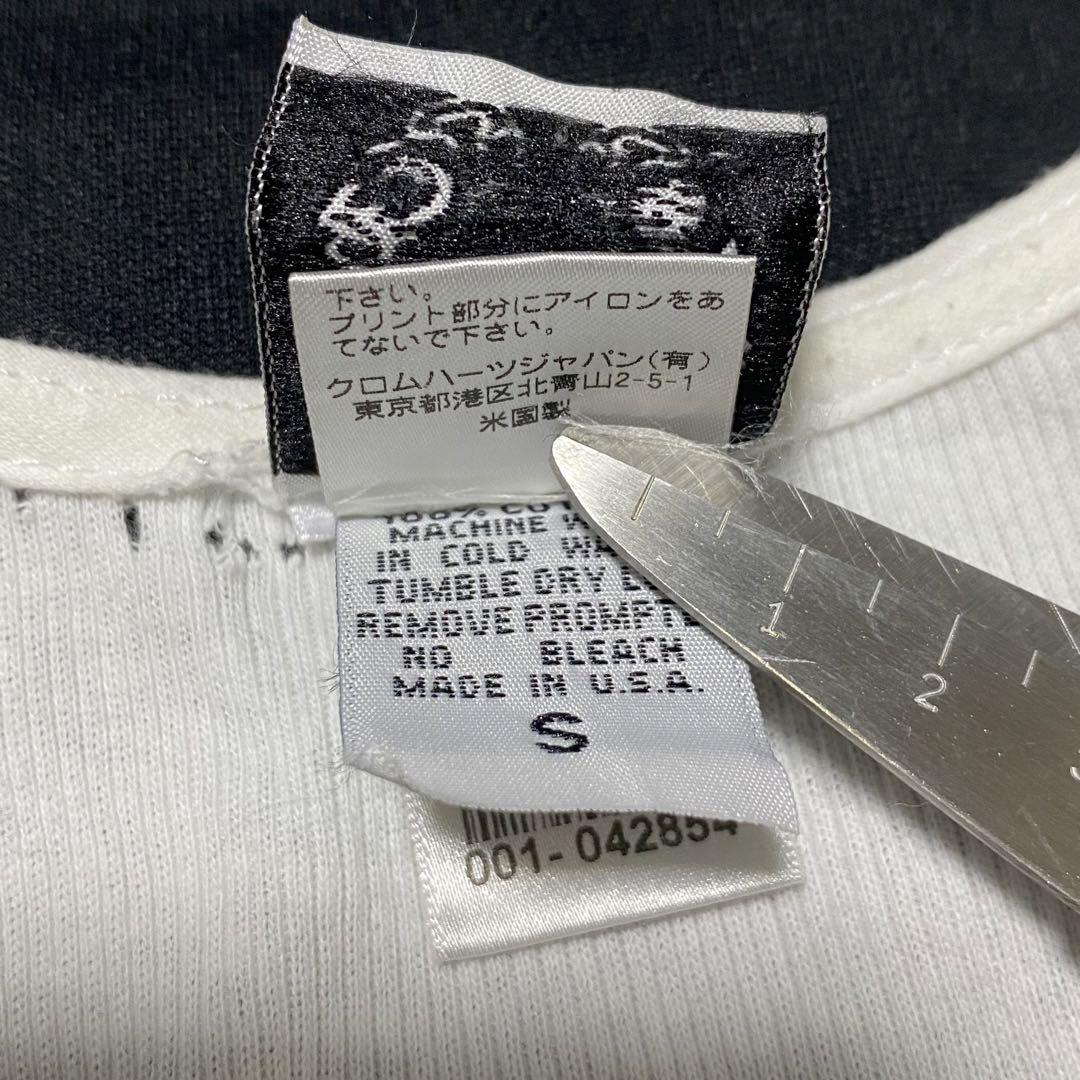 下さい。
プリント部分にアイロンをあ
てないで下さい。
クロムハーツジャパン(有)
東京都港区北青山2-5-1
米国製
100% CO
MACHINE W
IN COLD WA
TUMBLE DRY
REMOVE PROMPT
NO BLEACH
MADE IN U.S.A.
S
001-042854
1
2